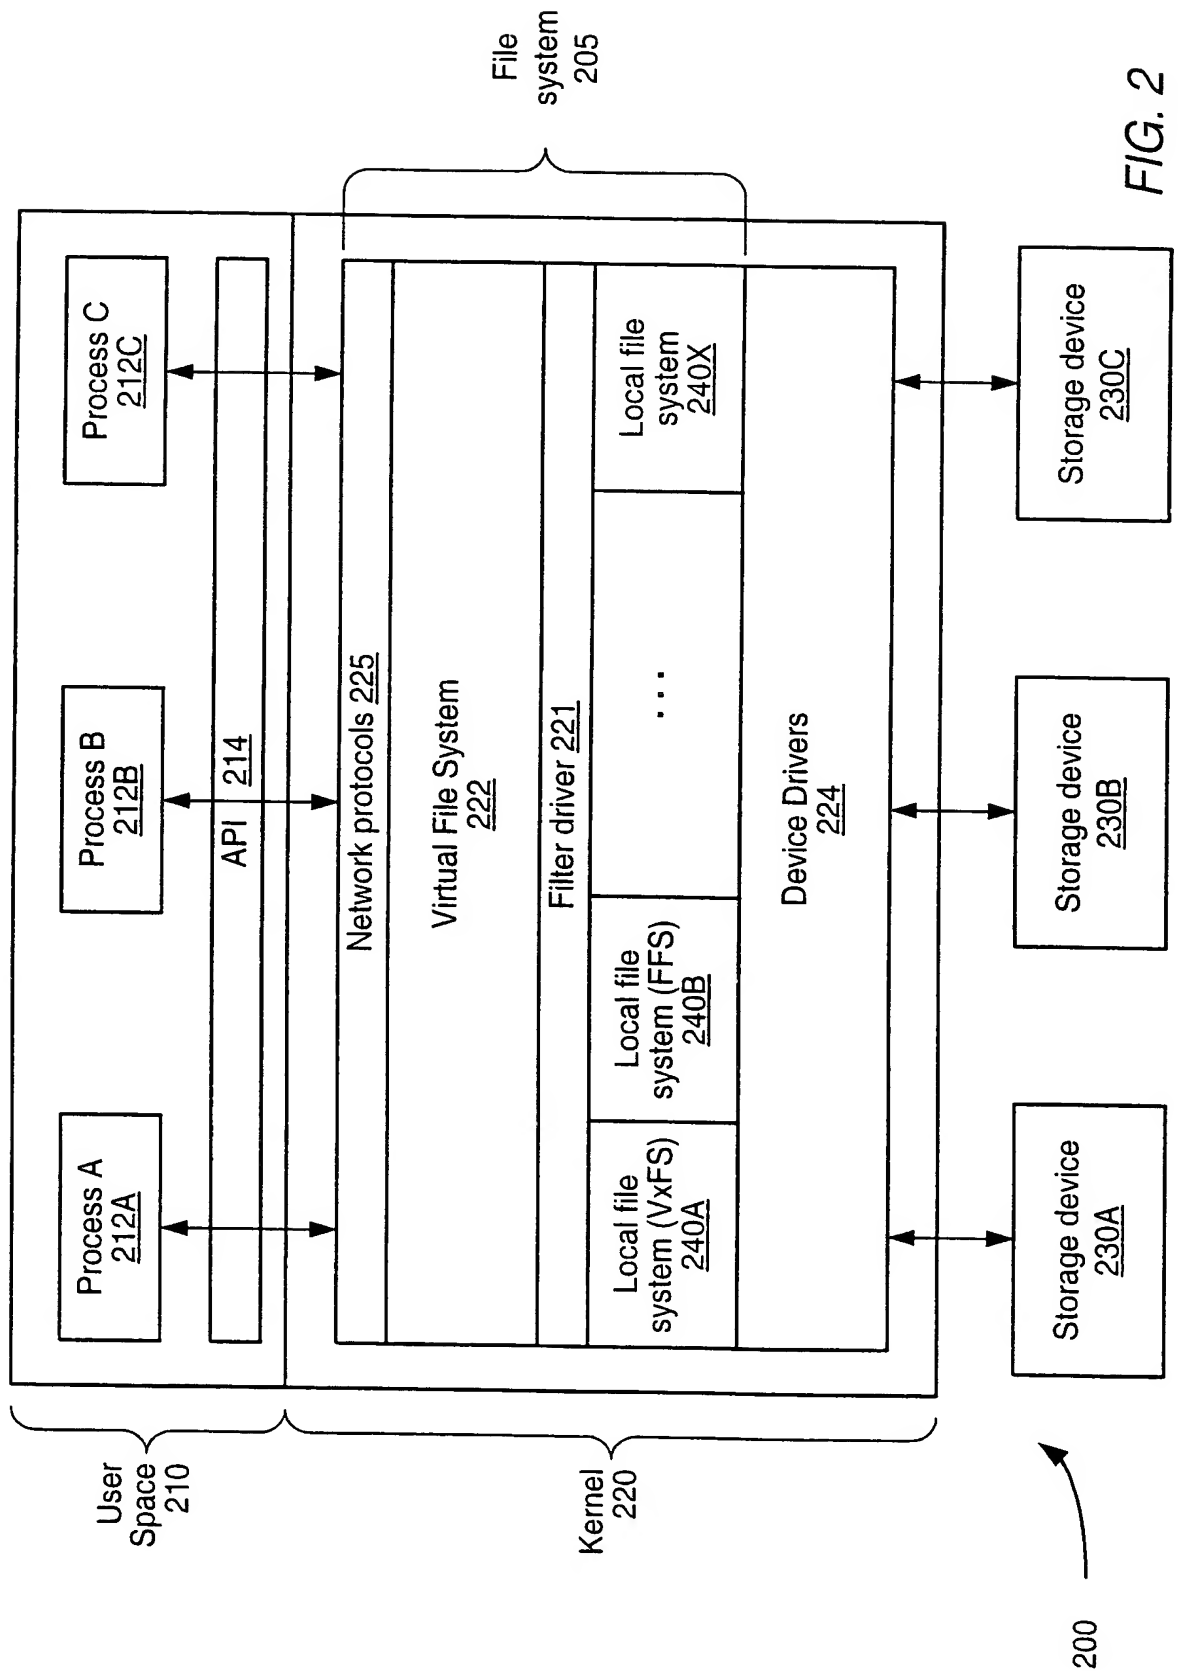 User
Space
210
Process A
212A
Process B
212B
Process C
212C
API 214
Kernel
220
Network protocols 225
Virtual File System
222
Filter driver 221
Local file
system (VxFS)
240A
Local file
system (FFS)
240B
...
Local file
system
240X
Device Drivers
224
File
system
205
Storage device
230A
Storage device
230B
Storage device
230C
200
FIG. 2